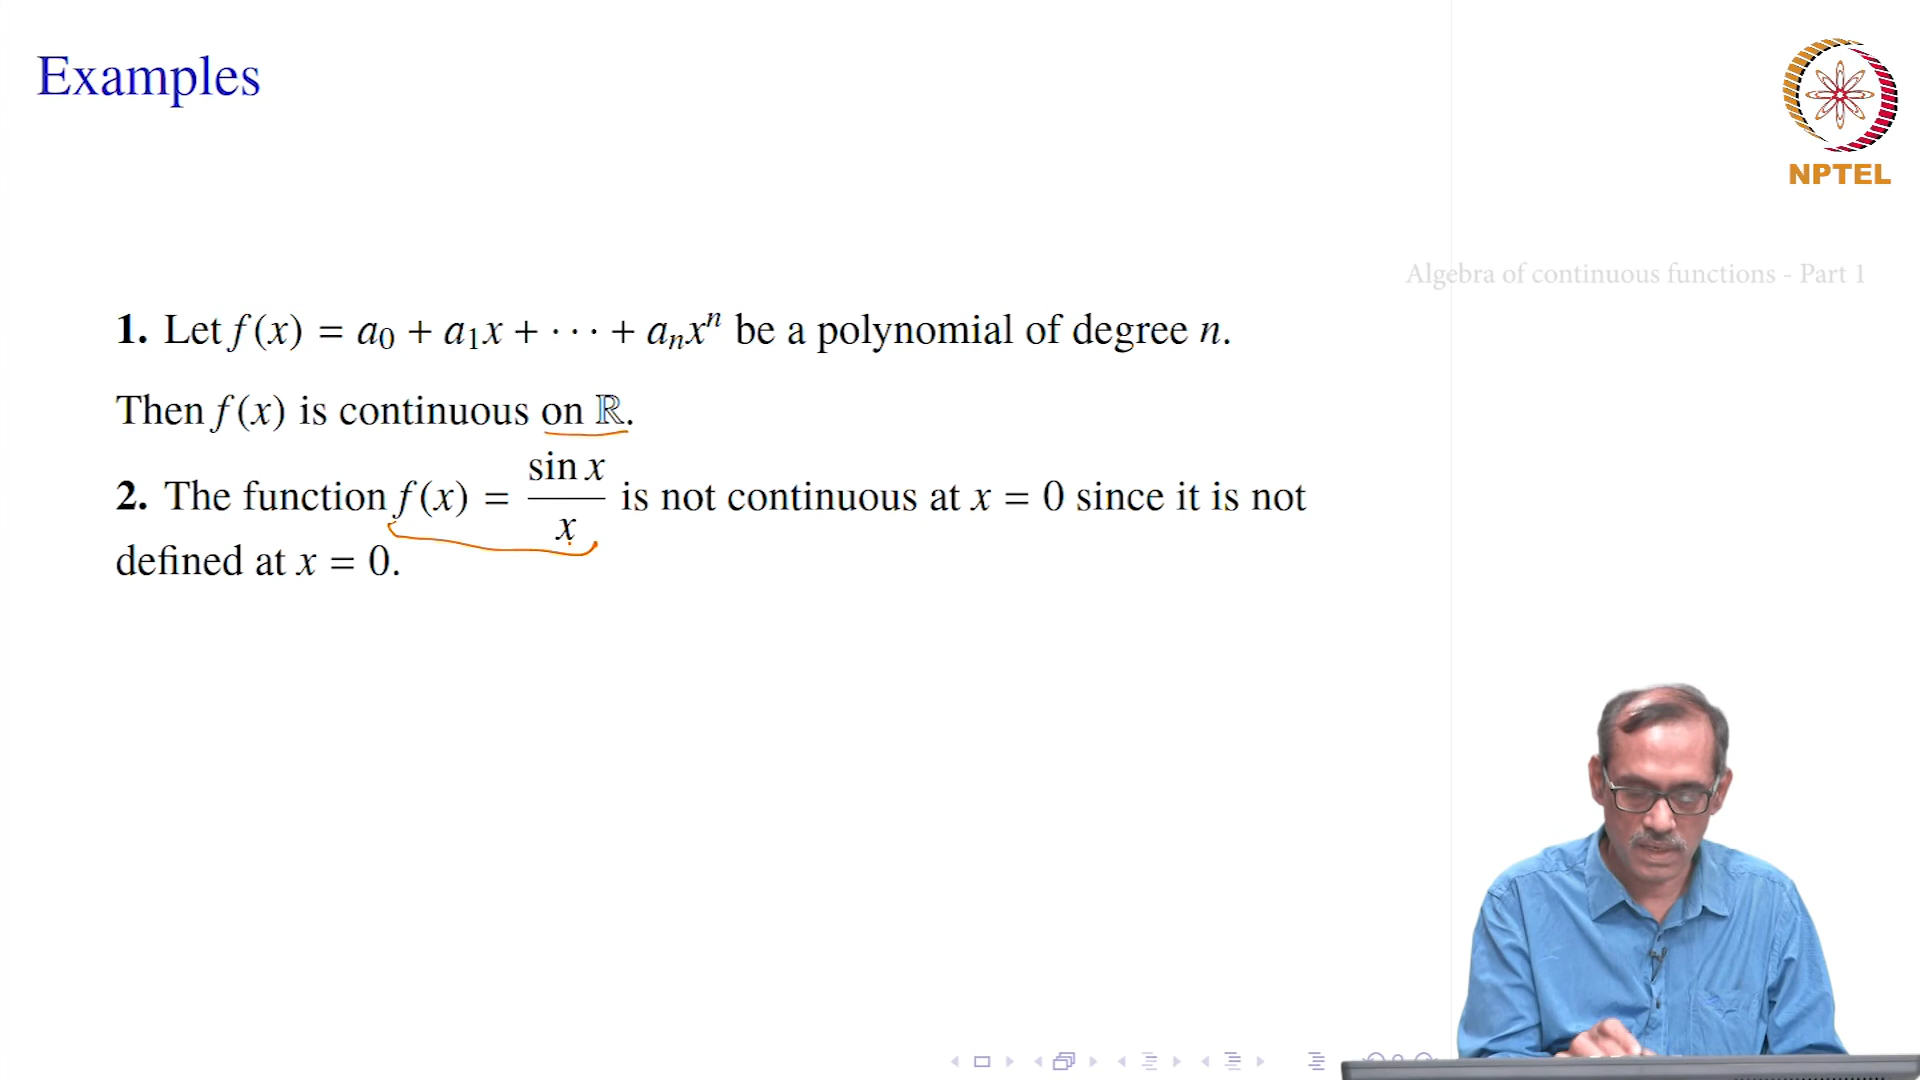 Examples
NPTEL
Algebra of continuous functions - Part 1
1. Let f(x) = a₀ + a₁x + · · · + aₙxⁿ be a polynomial of degree n.
Then f(x) is continuous on ℝ.
2. The function f(x) = sin x / x is not continuous at x = 0 since it is not
defined at x = 0.